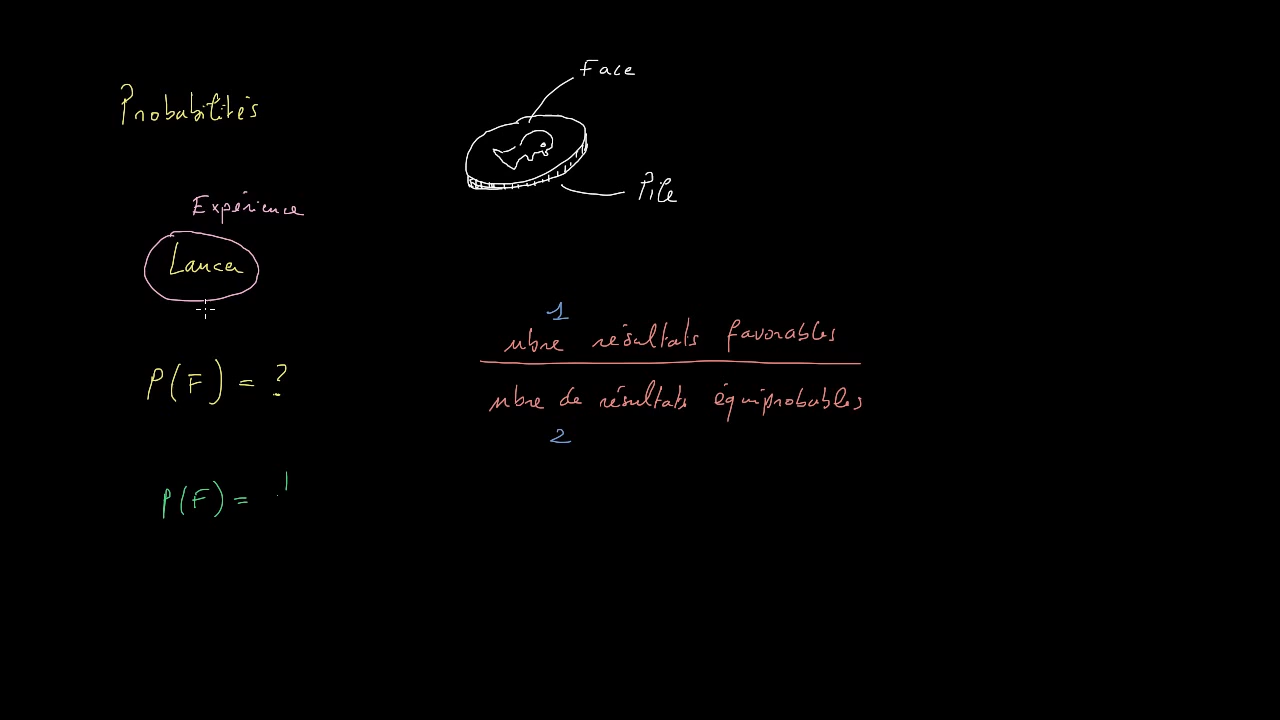 Probabilités
Face
Pile
Expérience
Lancer
P(F) = ?
1
nbre résultats favorables
nbre de résultats équiprobables
2
P(F) = 1